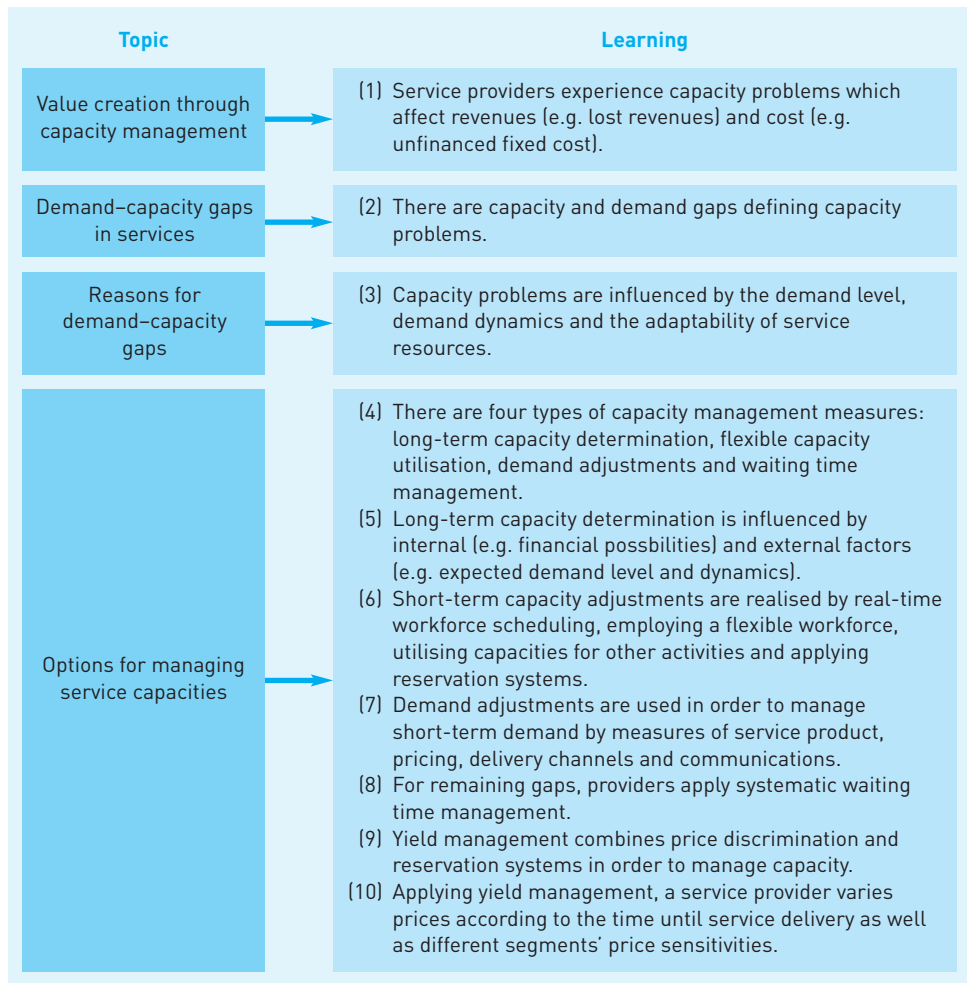 Topic
Learning
Value creation through
capacity management
(1) Service providers experience capacity problems which
affect revenues (e.g. lost revenues) and cost (e.g.
unfinanced fixed cost).
Demand–capacity gaps
in services
(2) There are capacity and demand gaps defining capacity
problems.
Reasons for
demand–capacity
gaps
(3) Capacity problems are influenced by the demand level,
demand dynamics and the adaptability of service
resources.
Options for managing
service capacities
(4) There are four types of capacity management measures:
long-term capacity determination, flexible capacity
utilisation, demand adjustments and waiting time
management.
(5) Long-term capacity determination is influenced by
internal (e.g. financial possbilities) and external factors
(e.g. expected demand level and dynamics).
(6) Short-term capacity adjustments are realised by real-time
workforce scheduling, employing a flexible workforce,
utilising capacities for other activities and applying
reservation systems.
(7) Demand adjustments are used in order to manage
short-term demand by measures of service product,
pricing, delivery channels and communications.
(8) For remaining gaps, providers apply systematic waiting
time management.
(9) Yield management combines price discrimination and
reservation systems in order to manage capacity.
(10) Applying yield management, a service provider varies
prices according to the time until service delivery as well
as different segments’ price sensitivities.